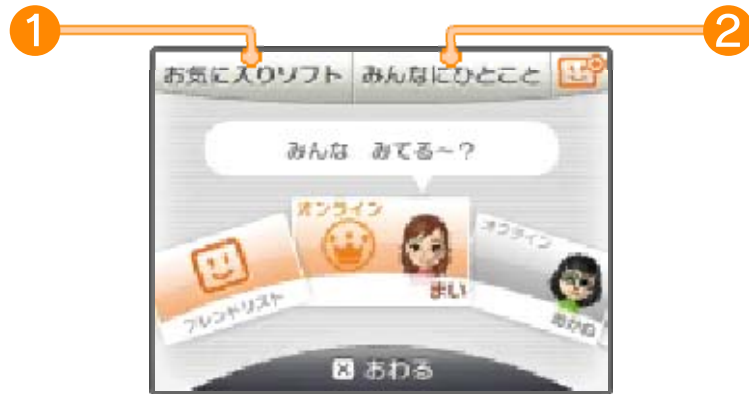 1
2
お気に入りソフト みんなにひとこと
みんな みてる～？
オンライン
まい
オンライン
あかね
フレンドリスト
X おわる